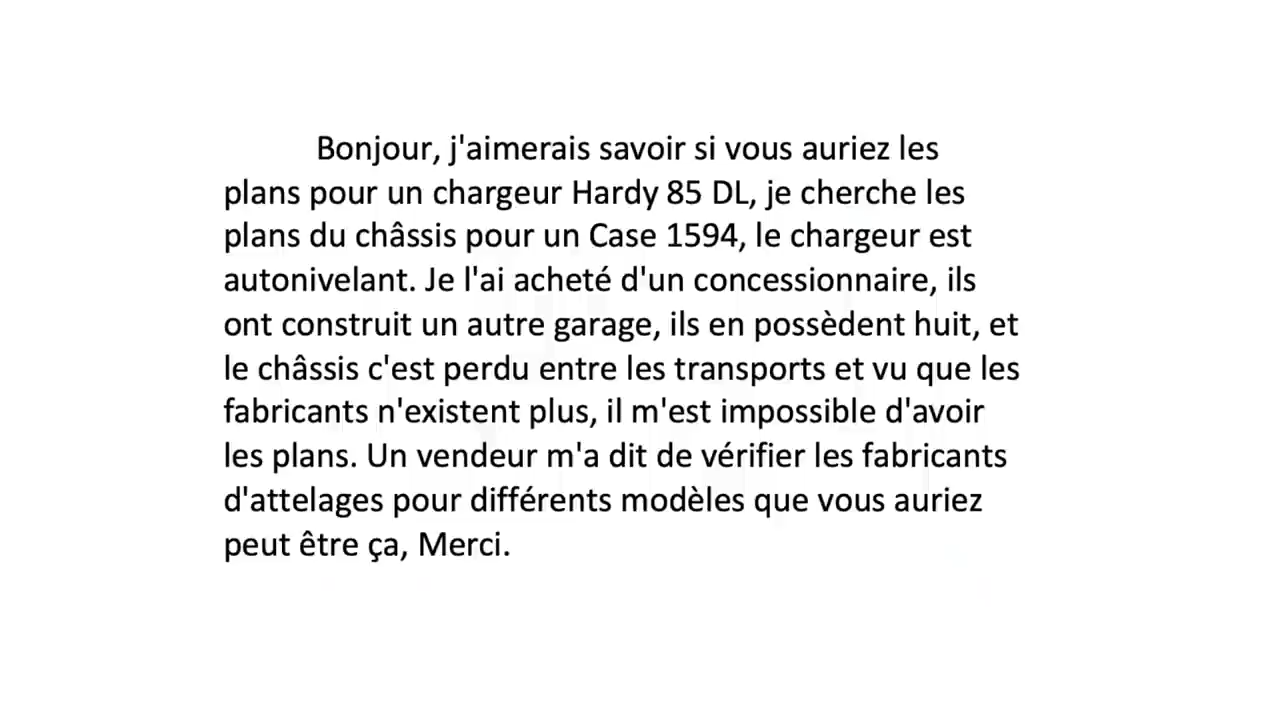 Bonjour, j'aimerais savoir si vous auriez les
plans pour un chargeur Hardy 85 DL, je cherche les
plans du châssis pour un Case 1594, le chargeur est
autonivelant. Je l'ai acheté d'un concessionnaire, ils
ont construit un autre garage, ils en possèdent huit, et
le châssis c'est perdu entre les transports et vu que les
fabricants n'existent plus, il m'est impossible d'avoir
les plans. Un vendeur m'a dit de vérifier les fabricants
d'attelages pour différents modèles que vous auriez
peut être ça, Merci.